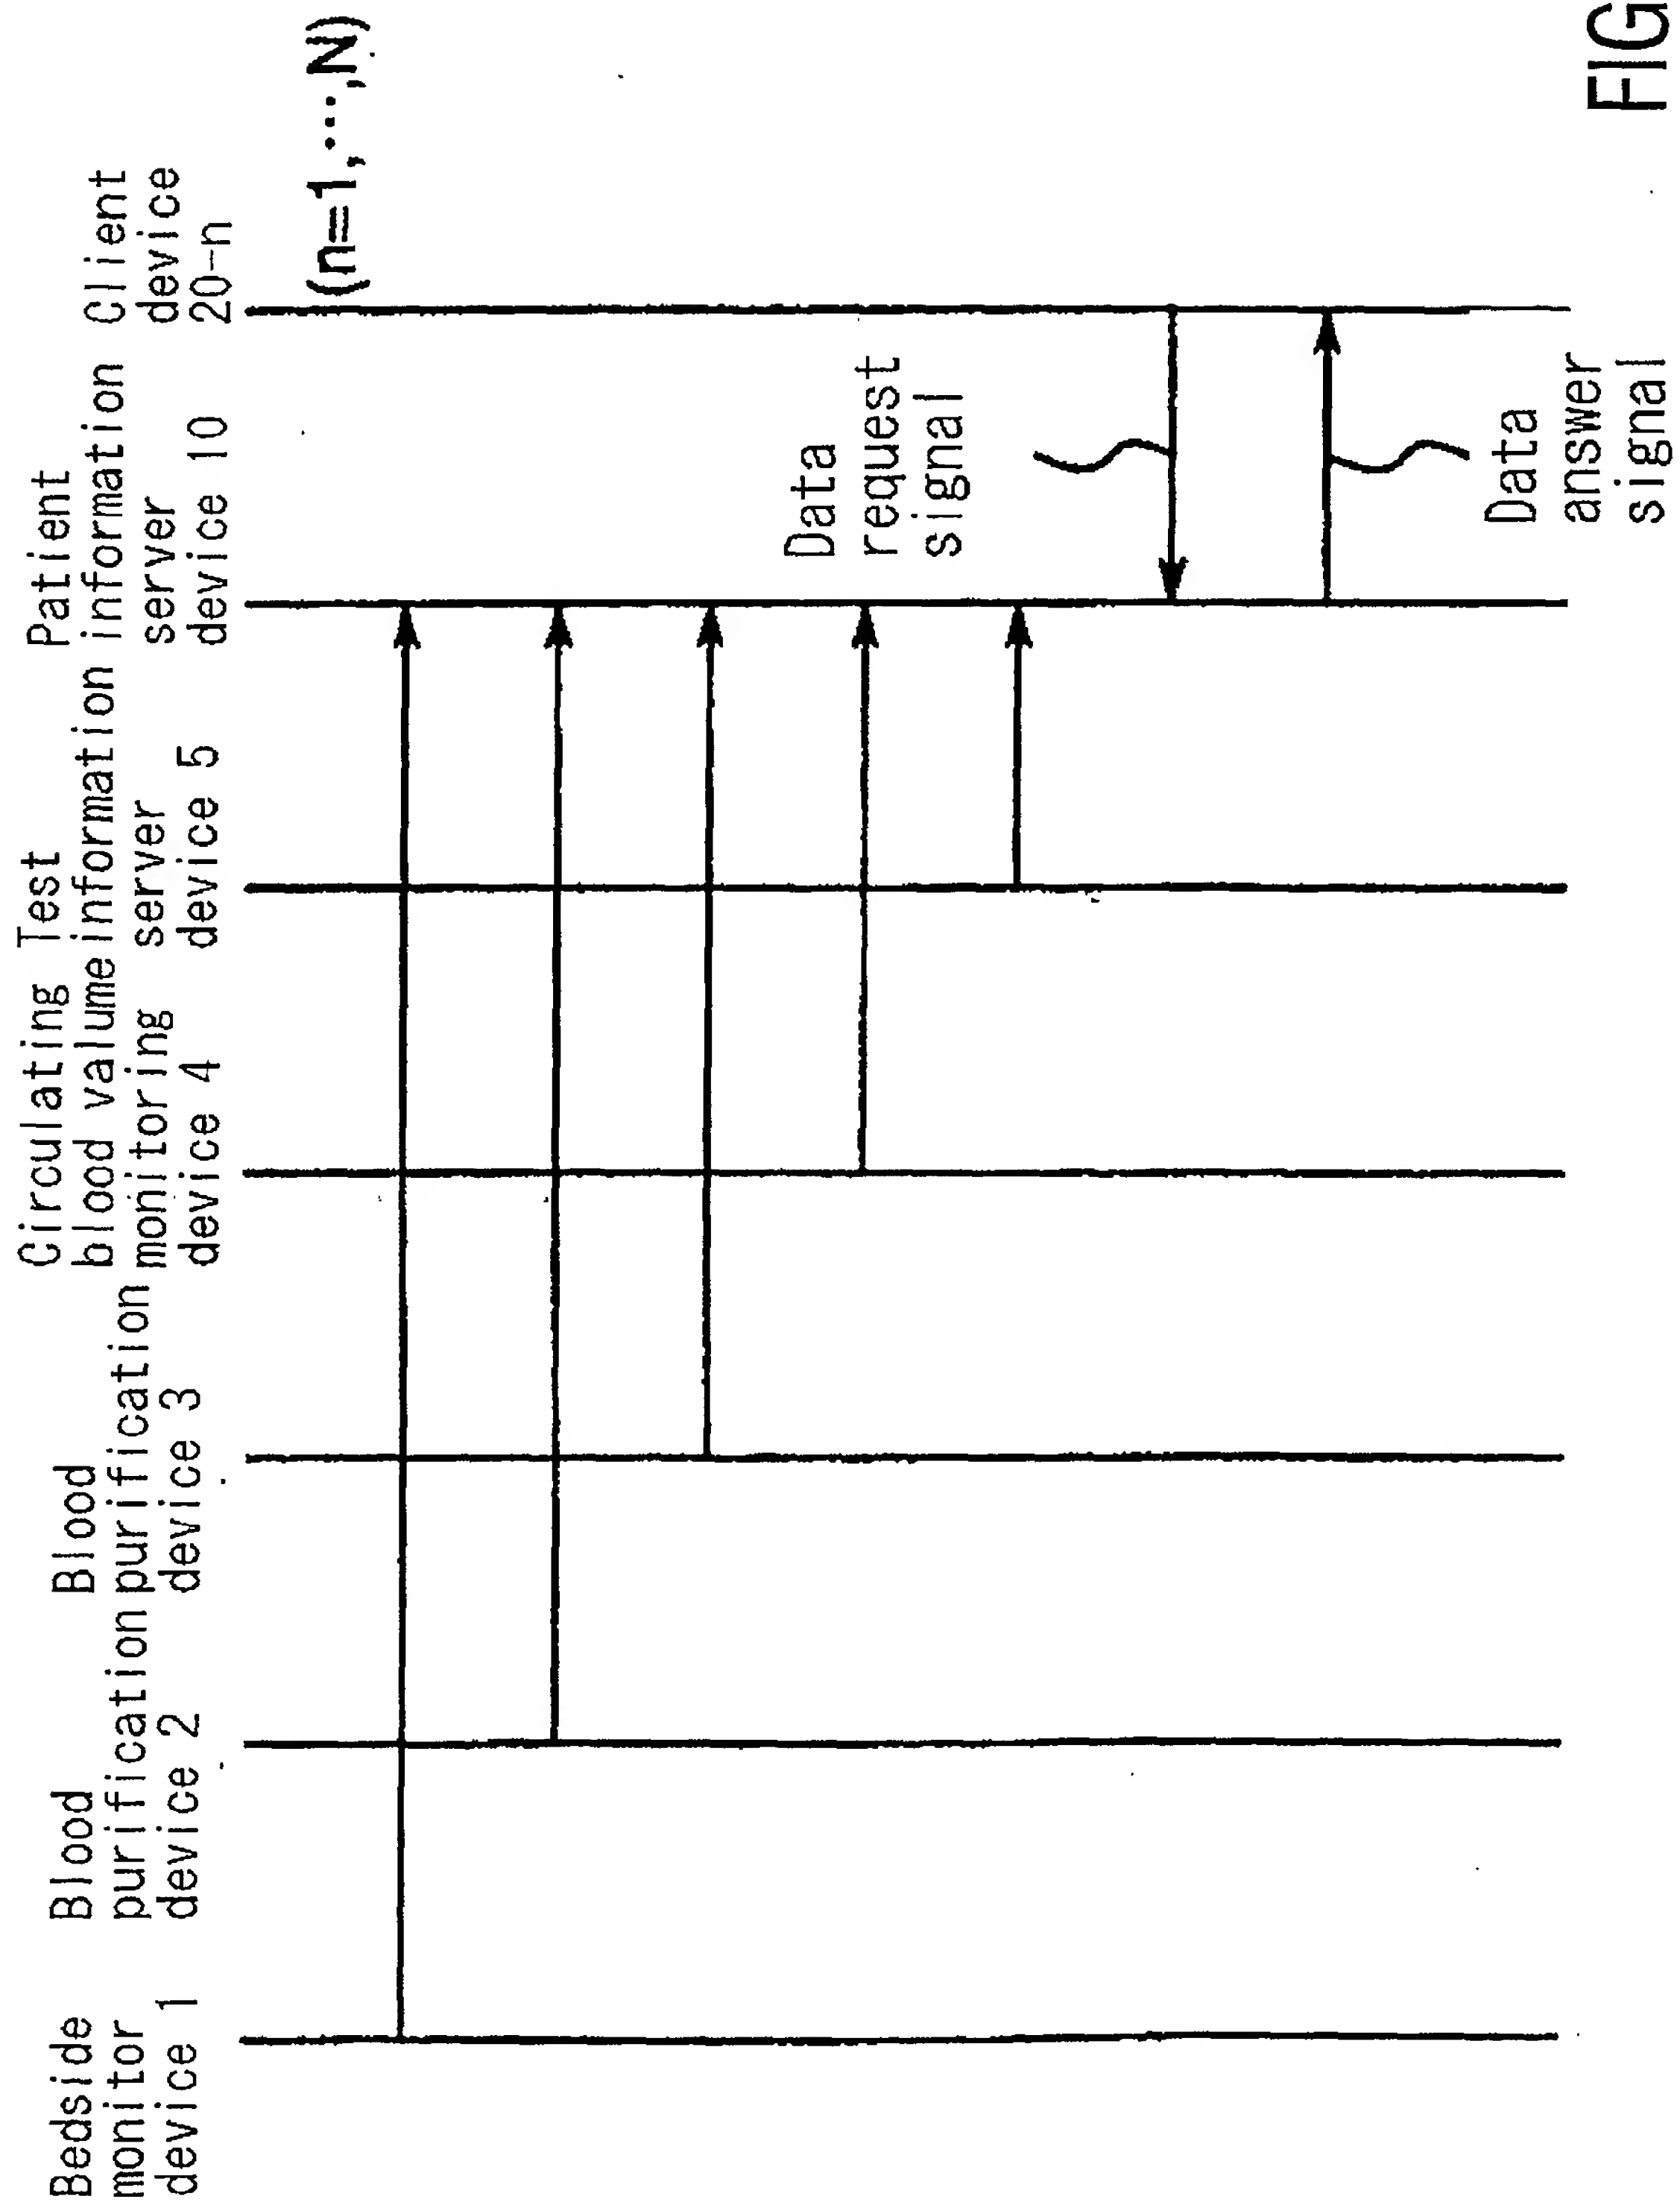 Bedside
monitor
device 1
Blood
purification
device 2
Blood
purification
device 3
Circulating
blood valume
monitoring
device 4
Test
information
server
device 5
Patient
information
server
device 10
Client
device
20-n
(n=1,···,N)
Data
request
signal
Data
answer
signal
FIG